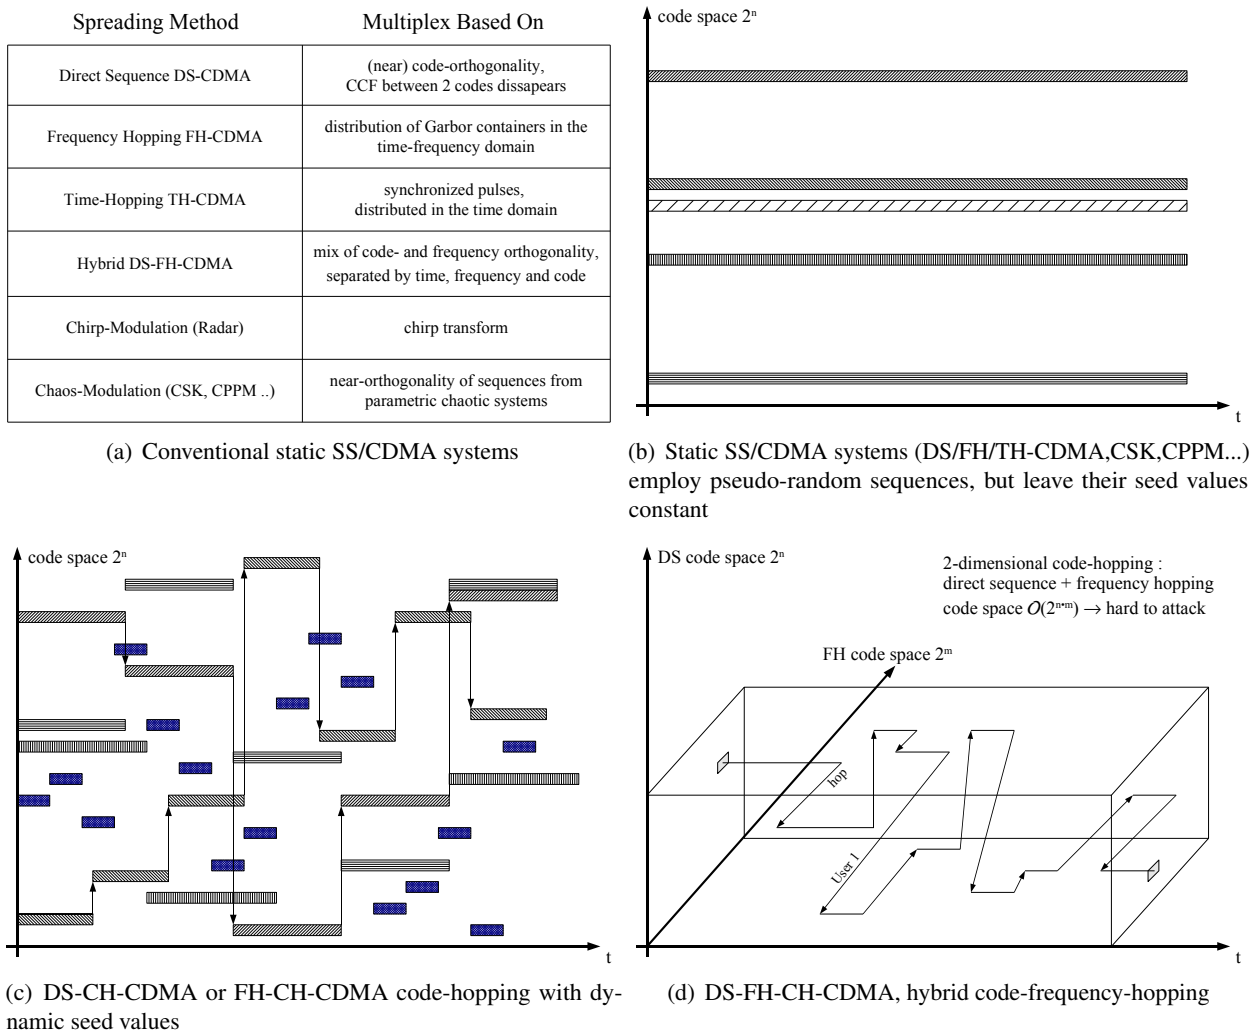 Spreading Method
Multiplex Based On
Direct Sequence DS-CDMA
(near) code-orthogonality,
CCF between 2 codes dissapears
Frequency Hopping FH-CDMA
distribution of Garbor containers in the
time-frequency domain
Time-Hopping TH-CDMA
synchronized pulses,
distributed in the time domain
Hybrid DS-FH-CDMA
mix of code- and frequency orthogonality,
separated by time, frequency and code
Chirp-Modulation (Radar)
chirp transform
Chaos-Modulation (CSK, CPPM ..)
near-orthogonality of sequences from
parametric chaotic systems
(a) Conventional static SS/CDMA systems
code space 2ⁿ
t
(b) Static SS/CDMA systems (DS/FH/TH-CDMA,CSK,CPPM...)
employ pseudo-random sequences, but leave their seed values
constant
code space 2ⁿ
t
(c) DS-CH-CDMA or FH-CH-CDMA code-hopping with dy-
namic seed values
DS code space 2ⁿ
2-dimensional code-hopping :
direct sequence + frequency hopping
code space O(2ⁿ•ᵐ) → hard to attack
FH code space 2ᵐ
hop
User 1
t
(d) DS-FH-CH-CDMA, hybrid code-frequency-hopping